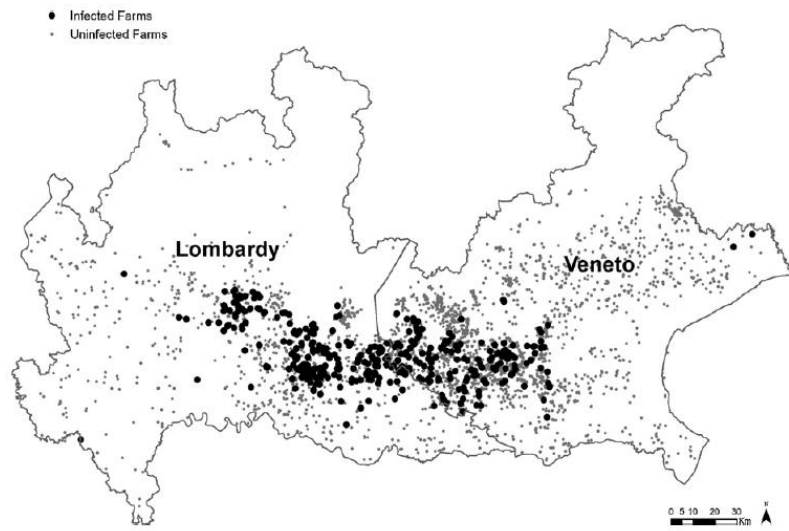 Infected Farms
Uninfected Farms
Lombardy
Veneto
N
0 5 10 20 30
Km